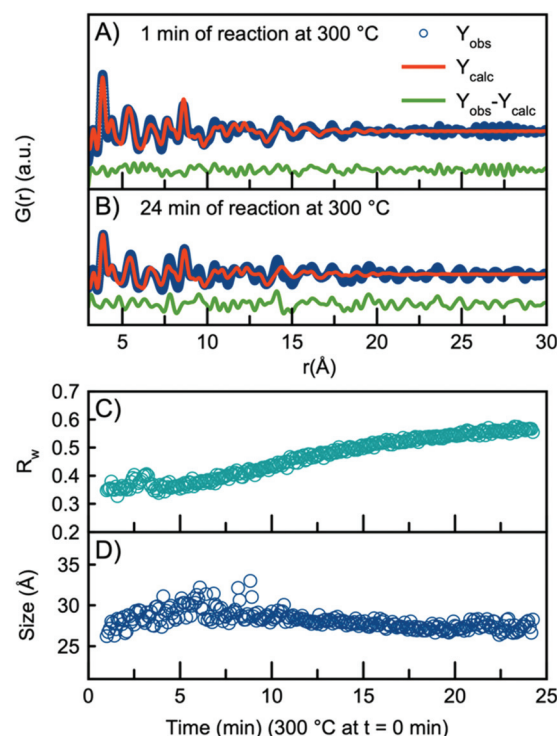 A) 1 min of reaction at 300 °C
Y_obs
Y_calc
Y_obs-Y_calc
B) 24 min of reaction at 300 °C
G(r) (a.u.)
5 10 15 20 25 30
r(Å)
C)
0.7
0.6
0.5
0.4
0.3
0.2
R_w
D)
35
30
25
Size (Å)
0 5 10 15 20 25
Time (min) (300 °C at t = 0 min)